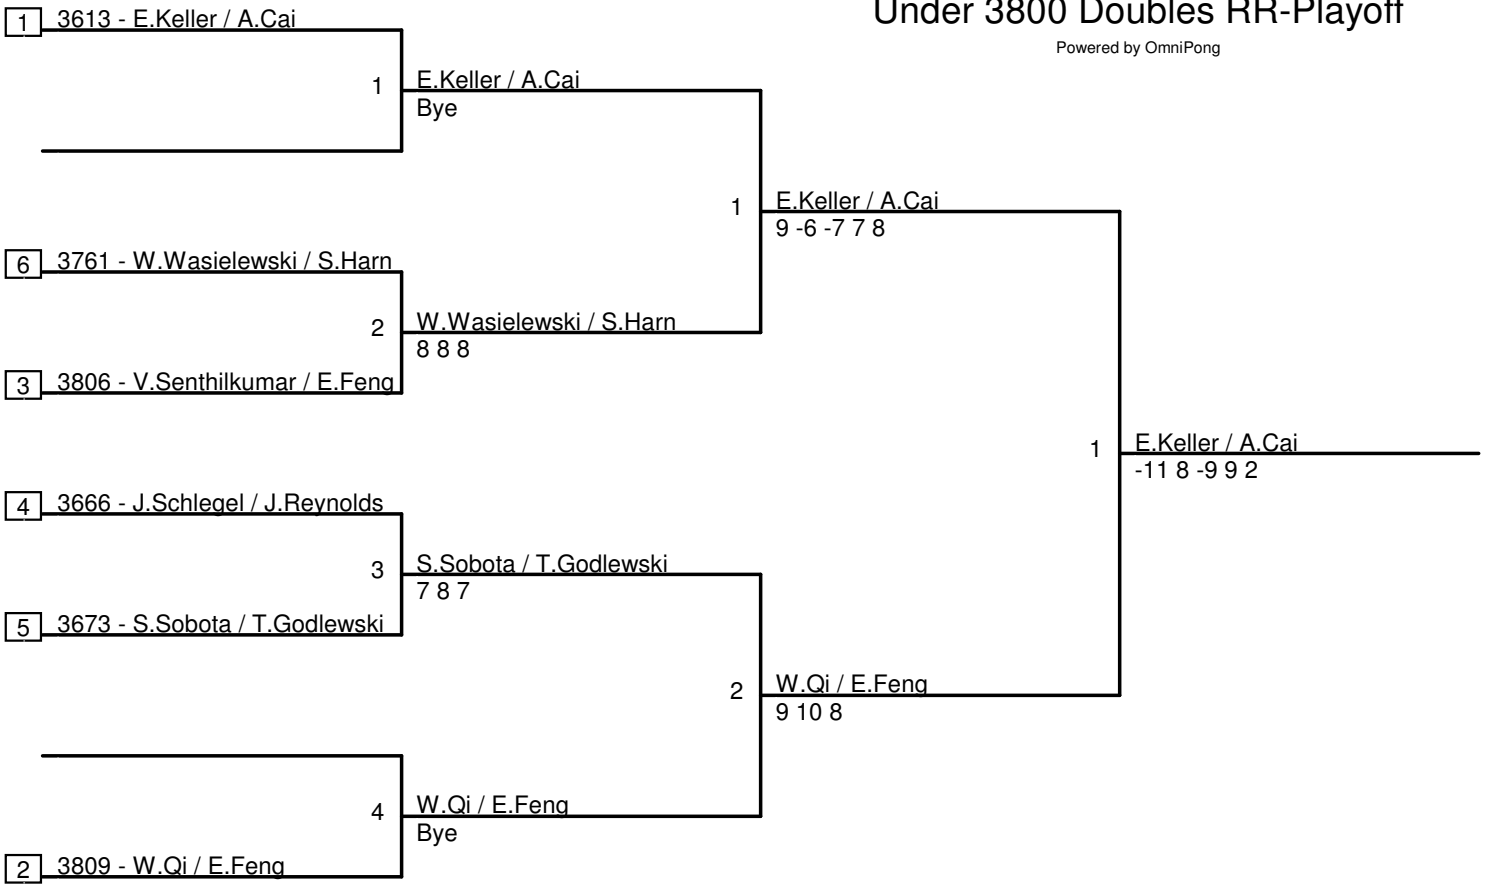 Under 3800 Doubles RR-Playoff
Powered by OmniPong
1 3613 - E.Keller / A.Cai
1 E.Keller / A.Cai
Bye
1 E.Keller / A.Cai
9 -6 -7 7 8
6 3761 - W.Wasielewski / S.Harn
2 W.Wasielewski / S.Harn
8 8 8
3 3806 - V.Senthilkumar / E.Feng
1 E.Keller / A.Cai
-11 8 -9 9 2
4 3666 - J.Schlegel / J.Reynolds
3 S.Sobota / T.Godlewski
7 8 7
5 3673 - S.Sobota / T.Godlewski
2 W.Qi / E.Feng
9 10 8
4 W.Qi / E.Feng
Bye
2 3809 - W.Qi / E.Feng